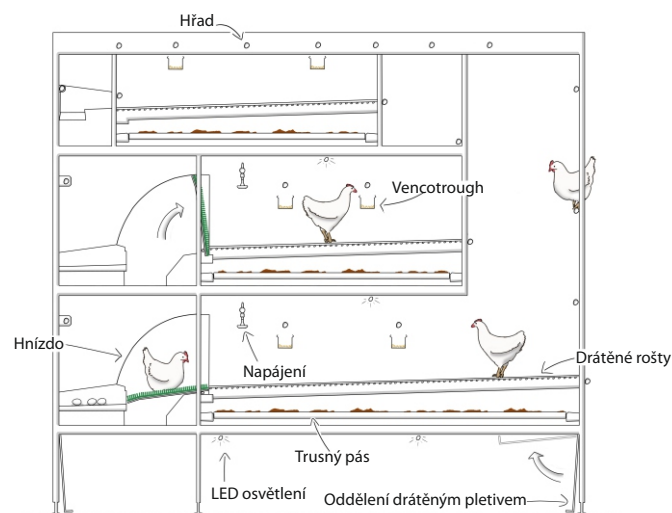 Hřad
Vencotrough
Hnízdo
Napájení
Drátěné rošty
Trusný pás
LED osvětlení
Oddělení drátěným pletivem